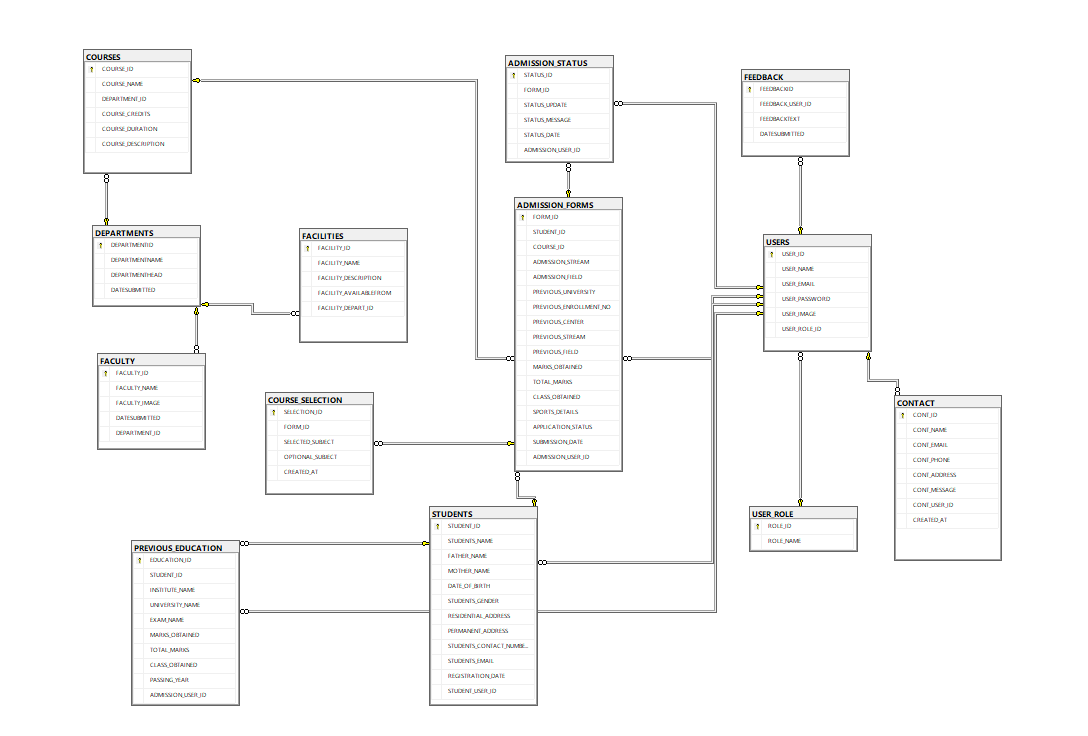 COURSES
COURSE_ID
COURSE_NAME
DEPARTMENT_ID
COURSE_CREDITS
COURSE_DURATION
COURSE_DESCRIPTION
ADMISSION_STATUS
STATUS_ID
FORM_ID
STATUS_UPDATE
STATUS_MESSAGE
STATUS_DATE
ADMISSION_USER_ID
FEEDBACK
FEEDBACKID
FEEDBACK_USER_ID
FEEDBACKTEXT
DATESUBMITTED
DEPARTMENTS
DEPARTMENTID
DEPARTMENTNAME
DEPARTMENTHEAD
DATESUBMITTED
FACILITIES
FACILITY_ID
FACILITY_NAME
FACILITY_DESCRIPTION
FACILITY_AVAILABLEFROM
FACILITY_DEPART_ID
ADMISSION_FORMS
FORM_ID
STUDENT_ID
COURSE_ID
ADMISSION_STREAM
ADMISSION_FIELD
PREVIOUS_UNIVERSITY
PREVIOUS_ENROLLMENT_NO
PREVIOUS_CENTER
PREVIOUS_STREAM
PREVIOUS_FIELD
MARKS_OBTAINED
TOTAL_MARKS
CLASS_OBTAINED
SPORTS_DETAILS
APPLICATION_STATUS
SUBMISSION_DATE
ADMISSION_USER_ID
USERS
USER_ID
USER_NAME
USER_EMAIL
USER_PASSWORD
USER_IMAGE
USER_ROLE_ID
FACULTY
FACULTY_ID
FACULTY_NAME
FACULTY_IMAGE
DATESUBMITTED
DEPARTMENT_ID
COURSE_SELECTION
SELECTION_ID
FORM_ID
SELECTED_SUBJECT
OPTIONAL_SUBJECT
CREATED_AT
CONTACT
CONT_ID
CONT_NAME
CONT_EMAIL
CONT_PHONE
CONT_ADDRESS
CONT_MESSAGE
CONT_USER_ID
CREATED_AT
USER_ROLE
ROLE_ID
ROLE_NAME
STUDENTS
STUDENT_ID
STUDENTS_NAME
FATHER_NAME
MOTHER_NAME
DATE_OF_BIRTH
STUDENTS_GENDER
RESIDENTIAL_ADDRESS
PERMANENT_ADDRESS
STUDENTS_CONTACT_NUMBE...
STUDENTS_EMAIL
REGISTRATION_DATE
STUDENT_USER_ID
PREVIOUS_EDUCATION
EDUCATION_ID
STUDENT_ID
INSTITUTE_NAME
UNIVERSITY_NAME
EXAM_NAME
MARKS_OBTAINED
TOTAL_MARKS
CLASS_OBTAINED
PASSING_YEAR
ADMISSION_USER_ID